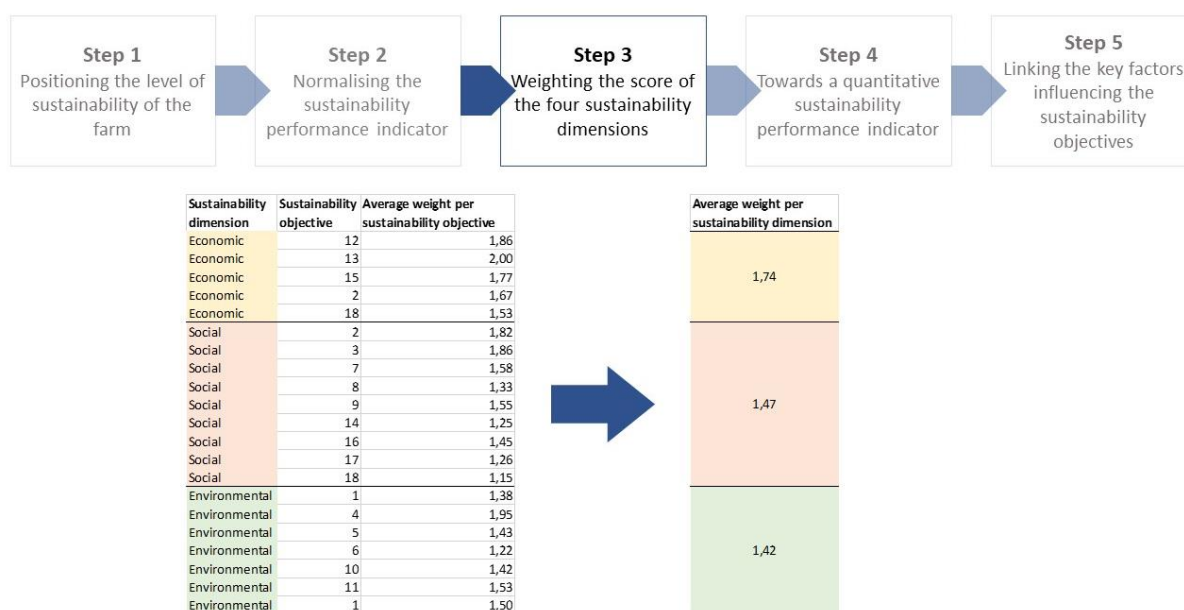 Step 1
Positioning the level of
sustainability of the
farm
Step 2
Normalising the
sustainability
performance indicator
Step 3
Weighting the score of
the four sustainability
dimensions
Step 4
Towards a quantitative
sustainability
performance indicator
Step 5
Linking the key factors
influencing the
sustainability
objectives
Sustainability Sustainability Average weight per
dimension objective sustainability objective
Economic 12 1,86
Economic 13 2,00
Economic 15 1,77
Economic 2 1,67
Economic 18 1,53
Social 2 1,82
Social 3 1,86
Social 7 1,58
Social 8 1,33
Social 9 1,55
Social 14 1,25
Social 16 1,45
Social 17 1,26
Social 18 1,15
Environmental 1 1,38
Environmental 4 1,95
Environmental 5 1,43
Environmental 6 1,22
Environmental 10 1,42
Environmental 11 1,53
Environmental 1 1,50
Average weight per
sustainability dimension
1,74
1,47
1,42